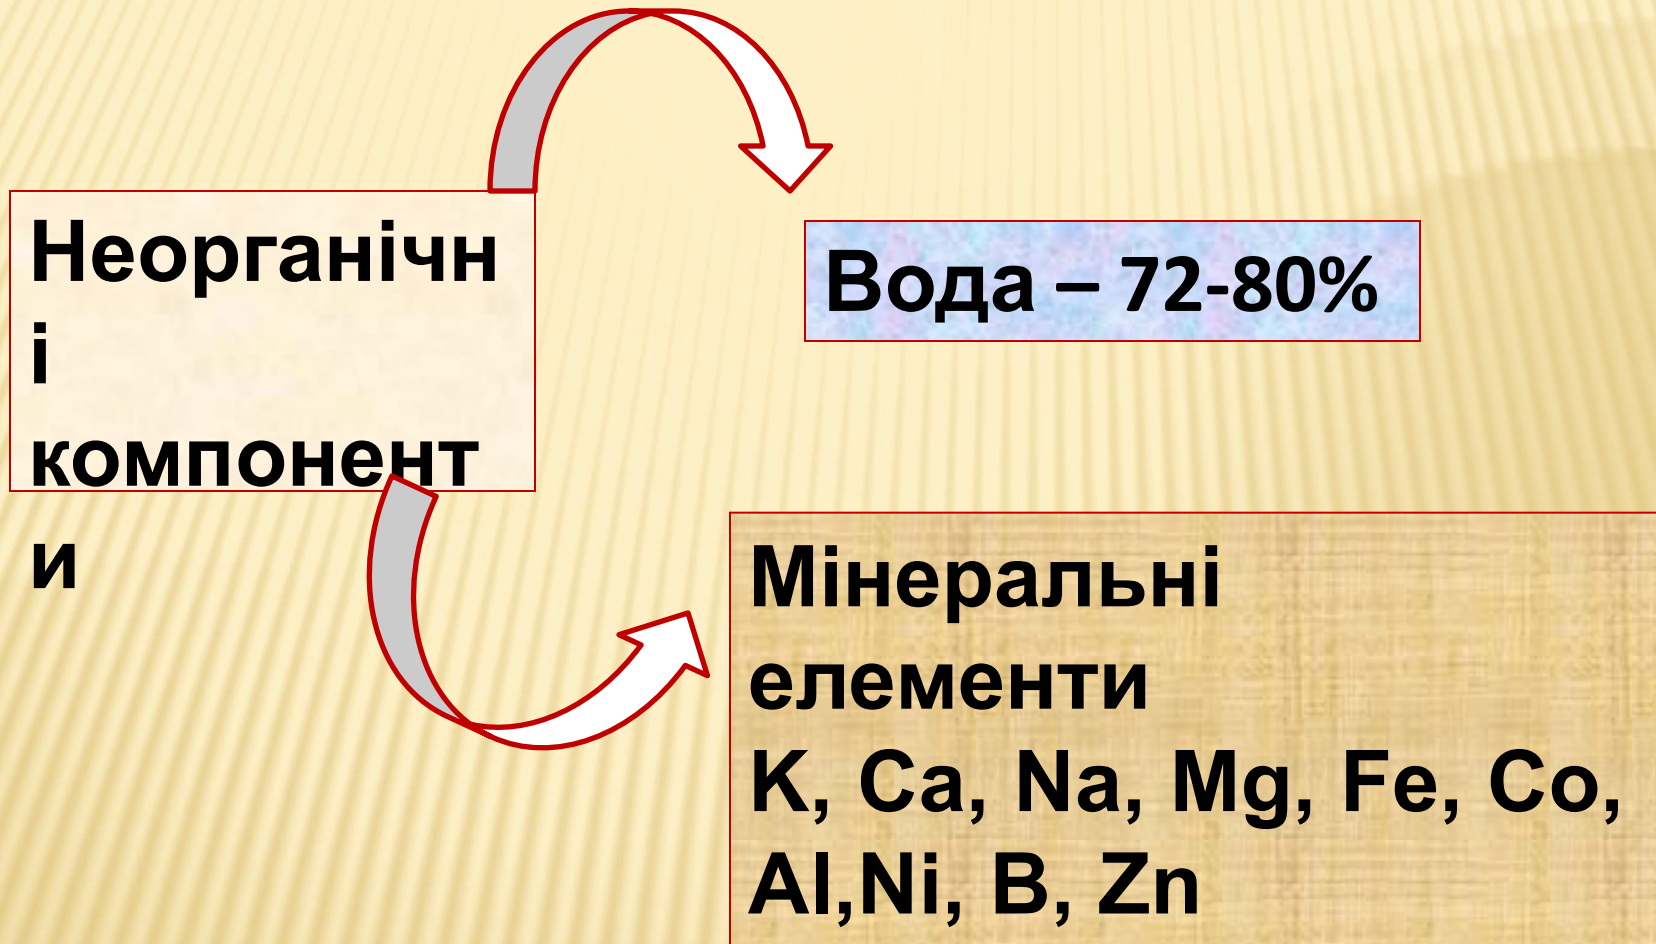 Неорганічн
і
компонент
и
Вода – 72-80%
Мінеральні
елементи
K, Ca, Na, Mg, Fe, Co,
Al,Ni, B, Zn